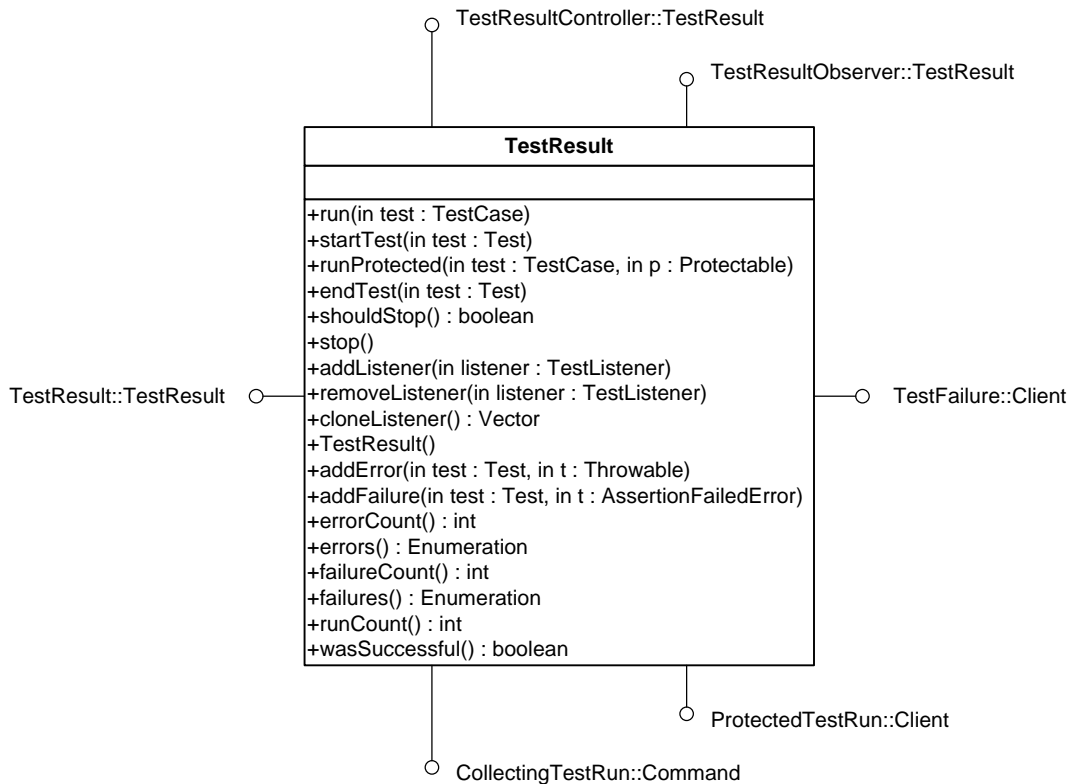 TestResultController::TestResult
TestResultObserver::TestResult
TestResult
+run(in test : TestCase)
+startTest(in test : Test)
+runProtected(in test : TestCase, in p : Protectable)
+endTest(in test : Test)
+shouldStop() : boolean
+stop()
+addListener(in listener : TestListener)
+removeListener(in listener : TestListener)
+cloneListener() : Vector
+TestResult()
+addError(in test : Test, in t : Throwable)
+addFailure(in test : Test, in t : AssertionFailedError)
+errorCount() : int
+errors() : Enumeration
+failureCount() : int
+failures() : Enumeration
+runCount() : int
+wasSuccessful() : boolean
TestResult::TestResult
TestFailure::Client
ProtectedTestRun::Client
CollectingTestRun::Command